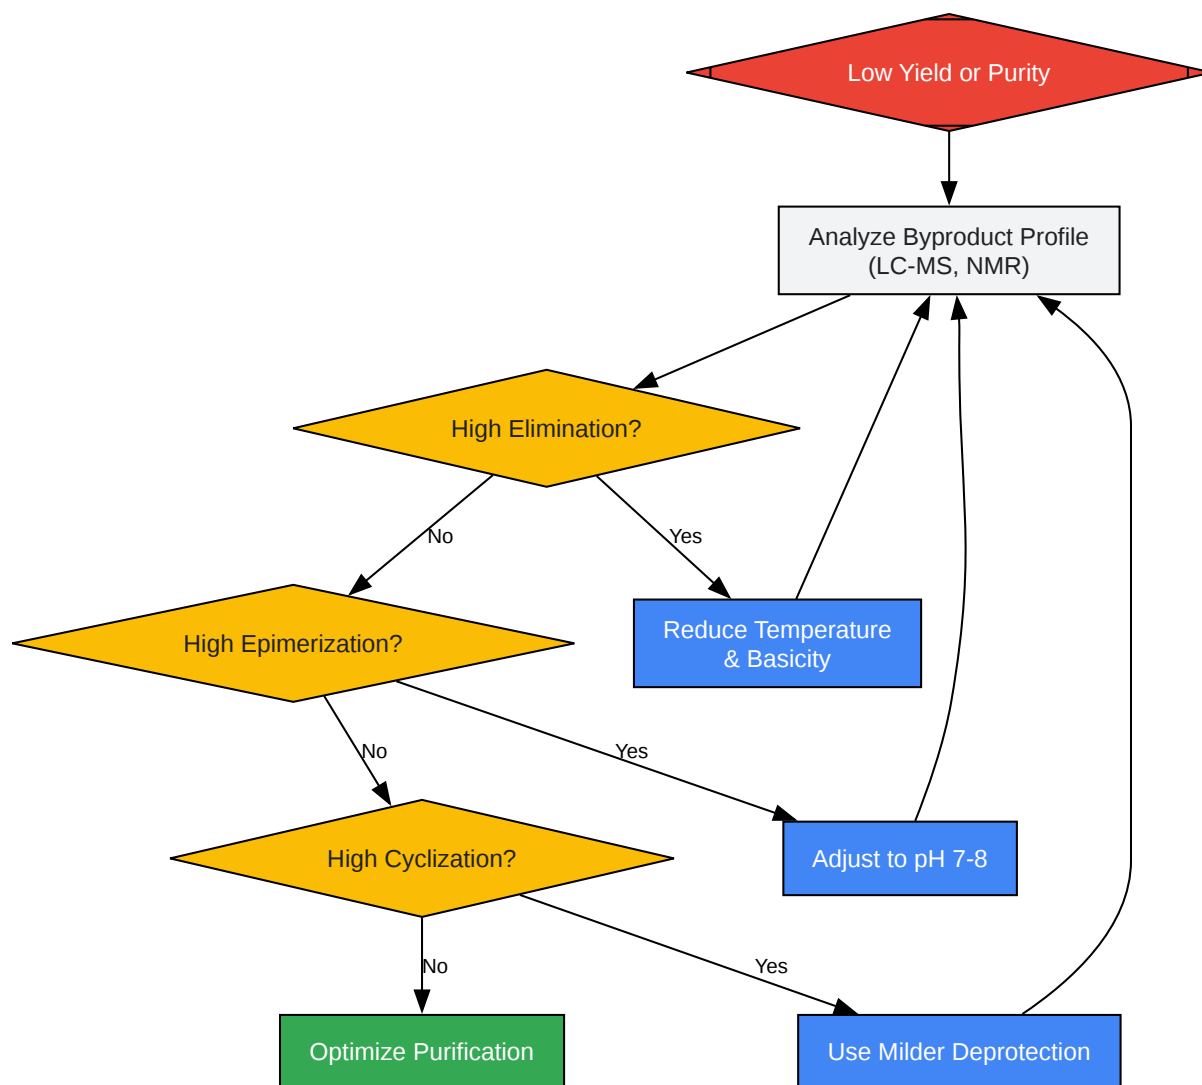 Low Yield or Purity
Analyze Byproduct Profile
(LC-MS, NMR)
High Elimination?
No
Yes
Reduce Temperature
& Basicity
High Epimerization?
No
Yes
Adjust to pH 7-8
High Cyclization?
No
Yes
Optimize Purification
Use Milder Deprotection